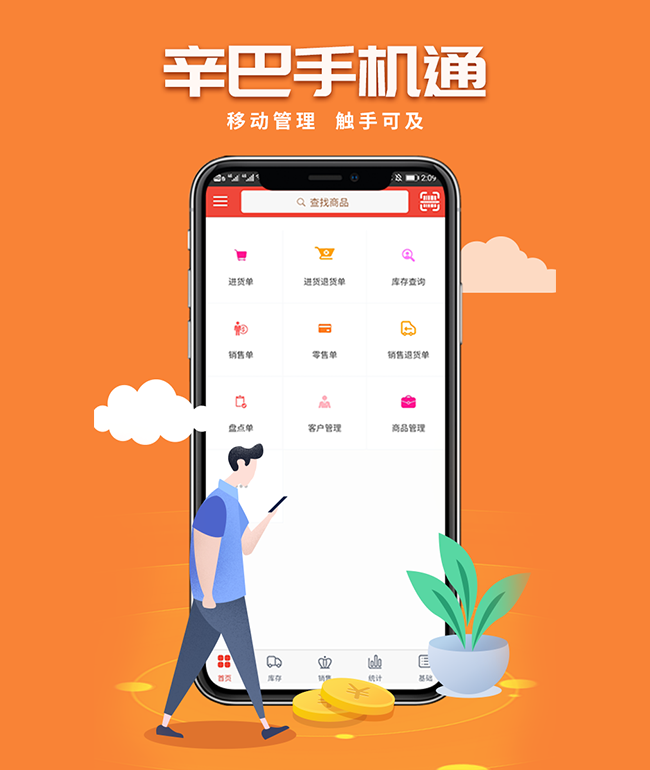 辛巴手机通
移动管理 触手可及
2:09
查找商品
进货单 进货退货单 库存查询
销售单 零售单 销售退货单
盘点单 客户管理 商品管理
首页 库存 销售 统计 基础